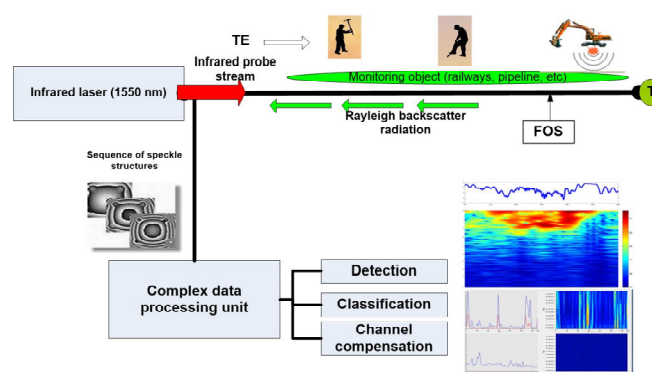 TE
Infrared probe
stream
Infrared laser (1550 nm)
Monitoring object (railways, pipeline, etc)
T
Rayleigh backscatter
radiation
FOS
Sequence of speckle
structures
Complex data
processing unit
Detection
Classification
Channel
compensation